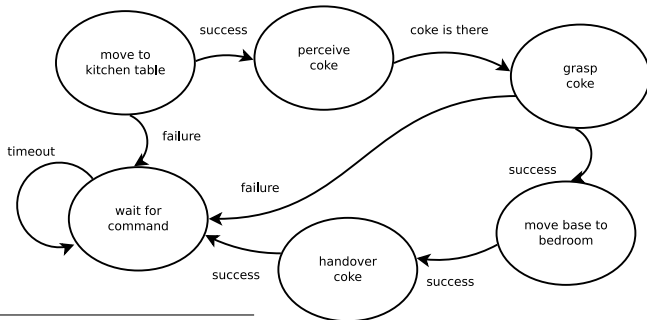 success
coke is there
move to
kitchen table
perceive
coke
grasp
coke
failure
timeout
success
failure
wait for
command
move base to
bedroom
success
handover
coke
success